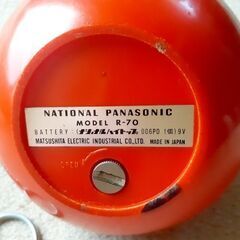 NATIONAL PANASONIC
MODEL R-70
BATTERY: ナショナルハイトップ 006PD (1個) 9V
MATSUSHITA ELECTRIC INDUSTRIAL CO., LTD. MADE IN JAPAN
OPEN